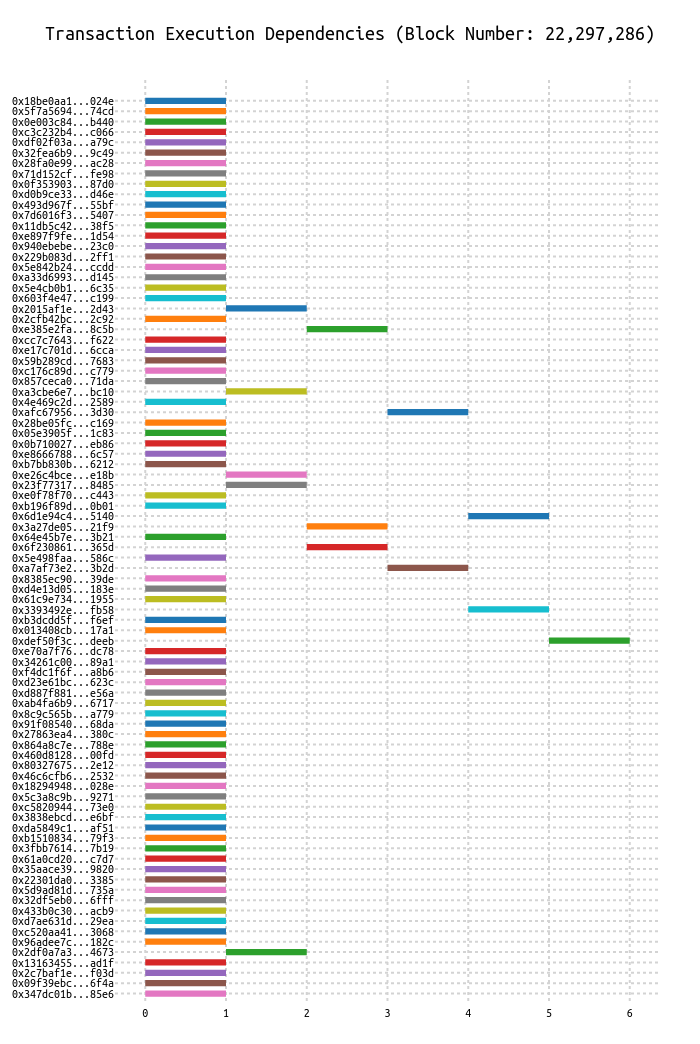 Transaction Execution Dependencies (Block Number: 22,297,286)
0x18be0aa1...024e
0x5f7a5694...74cd
0x0e003c84...b440
0xc3c232b4...c066
0xdf02f03a...a79c
0x32fea6b9...9c49
0x28fa0e99...ac28
0x71d152cf...fe98
0x0f353903...87d0
0xd0b9ce33...d46e
0x493d967f...55bf
0x7d6016f3...5407
0x11db5c42...38f5
0xe897f9fe...1d54
0x940ebebe...23c0
0x229b083d...2ff1
0x5e842b24...ccdd
0xa33d6993...d145
0x5e4cb0b1...6c35
0x603f4e47...c199
0x2015af1e...2d43
0x2cfb42bc...2c92
0xe385e2fa...8c5b
0xcc7c7643...f622
0xe17c701d...6cca
0x59b289cd...7683
0xc176c89d...c779
0x857ceca0...71da
0xa3cbe6e7...bc10
0x4e469c2d...2589
0xafc67956...3d30
0x28be05fc...c169
0x05e3905f...1c83
0x0b710027...eb86
0xe8666788...6c57
0xb7bb830b...6212
0xe26c4bce...e18b
0x23f77317...8485
0xe0f78f70...c443
0xb196f89d...0b01
0x6d1e94c4...5140
0x3a27de05...21f9
0x64e45b7e...3b21
0x6f230861...365d
0x5e498faa...586c
0xa7af73e2...3b2d
0x8385ec90...39de
0xd4e13d05...183e
0x61c9e734...1955
0x3393492e...fb58
0xb3dcdd5f...f6ef
0x013408cb...17a1
0xdef50f3c...deeb
0xe70a7f76...dc78
0x34261c00...89a1
0xf4dc1f6f...a8b6
0xd23e61bc...623c
0xd887f881...e56a
0xab4fa6b9...6717
0x8c9c565b...a779
0x91f08540...68da
0x27863ea4...380c
0x864a8c7e...788e
0x460d8128...00fd
0x80327675...2e12
0x46c6cfb6...2532
0x18294948...028e
0x5c3a8c9b...9271
0xc5820944...73e0
0x3838ebcd...e6bf
0xda5849c1...af51
0xb1510834...79f3
0x3fbb7614...7b19
0x61a0cd20...c7d7
0x35aace39...9820
0x22301da0...3385
0x5d9ad81d...735a
0x32df5eb0...6fff
0x433b0c30...acb9
0xd7ae631d...29ea
0xc520aa41...3068
0x96adee7c...182c
0x2df0a7a3...4673
0x13163455...ad1f
0x2c7baf1e...f03d
0x09f39ebc...6f4a
0x347dc01b...85e6
0 1 2 3 4 5 6